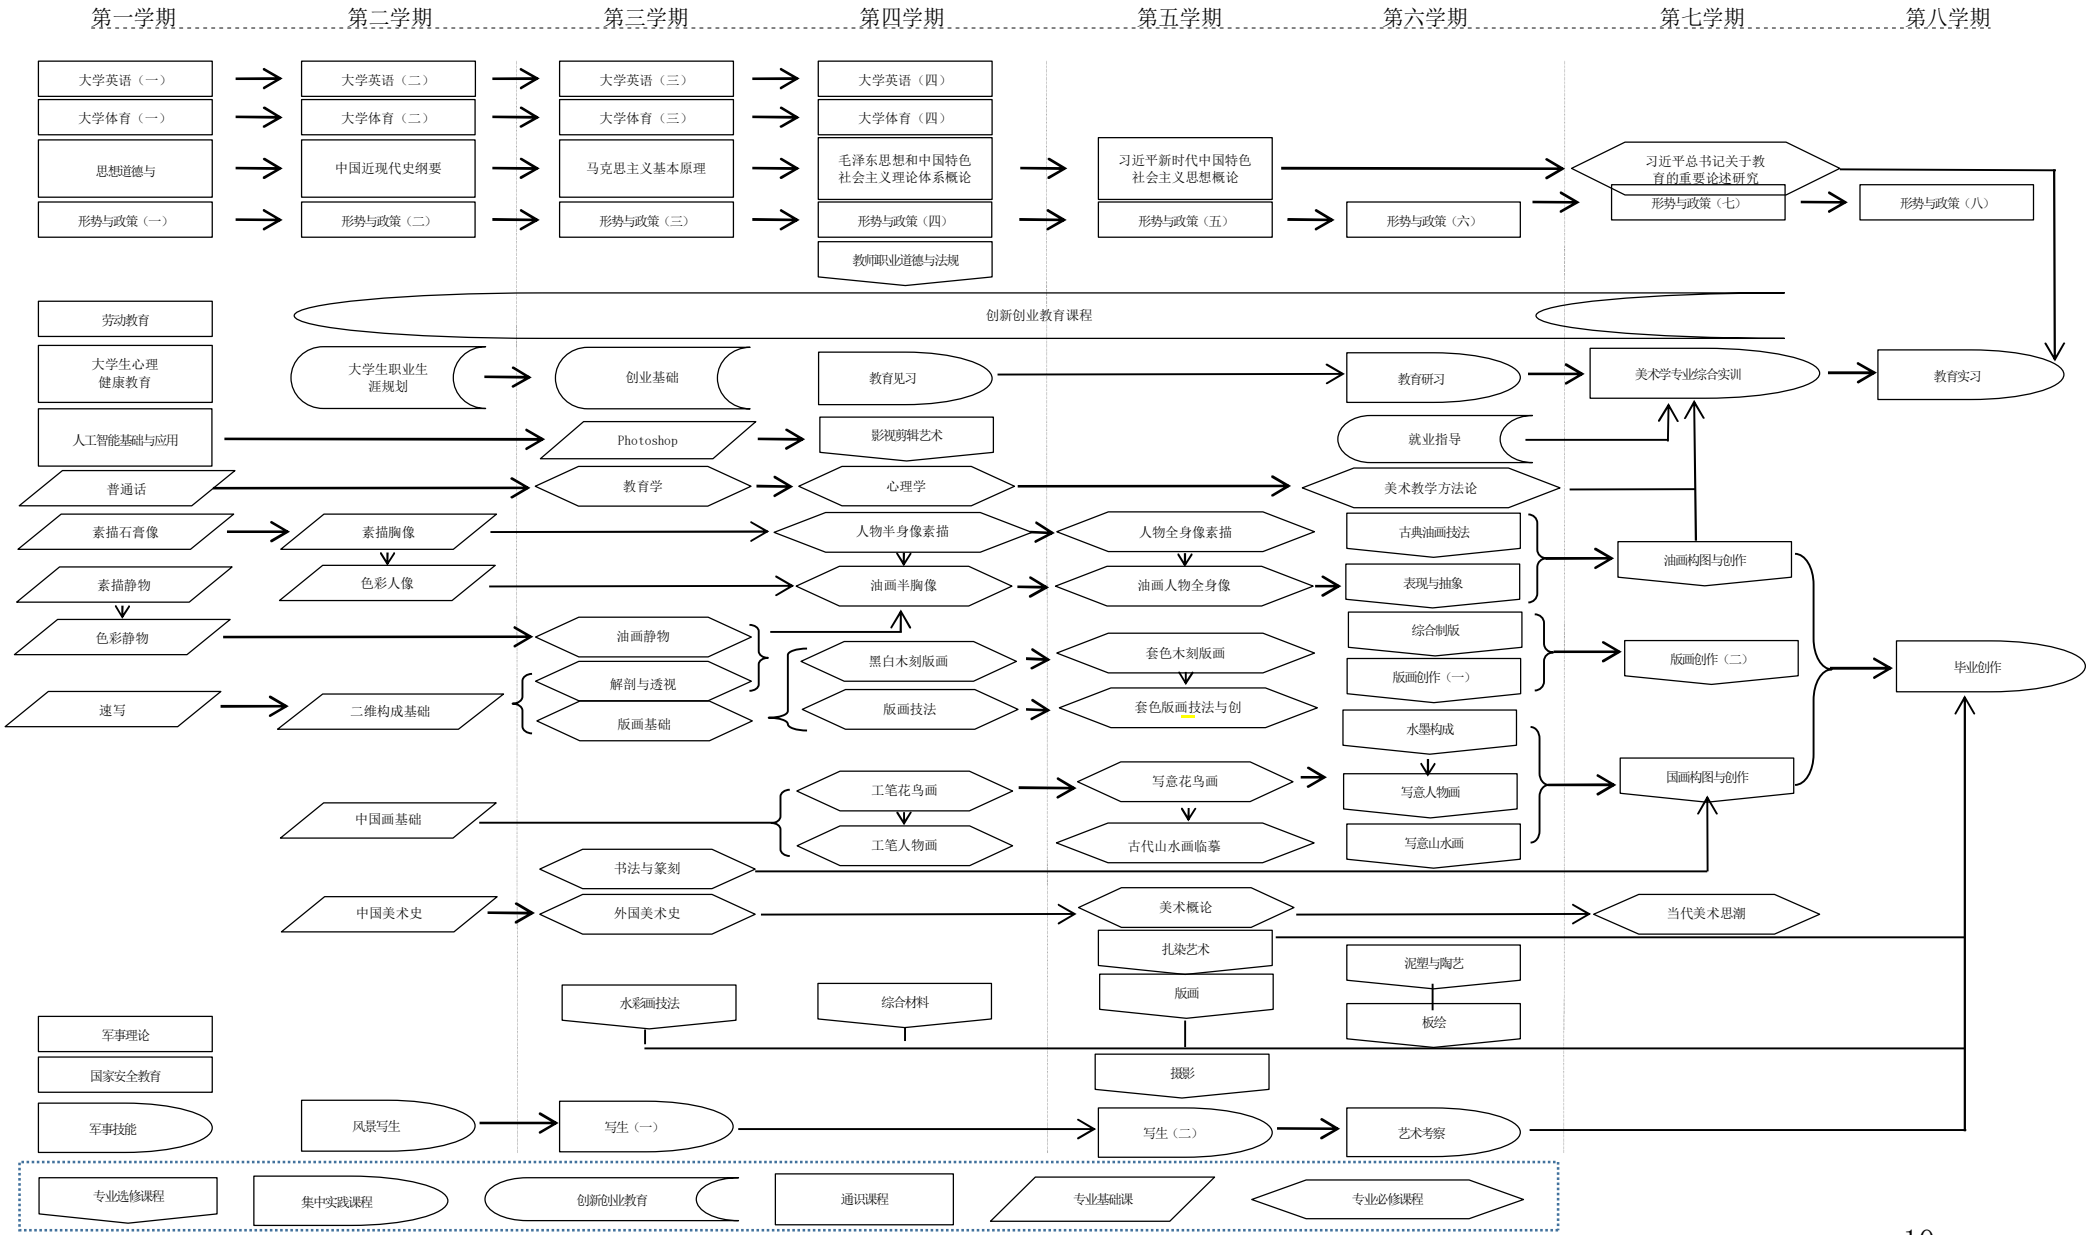 第一学期 第二学期 第三学期 第四学期 第五学期 第六学期 第七学期 第八学期
大学英语（一） 大学英语（二） 大学英语（三） 大学英语（四）
大学体育（一） 大学体育（二） 大学体育（三） 大学体育（四）
思想道德与 中国近现代史纲要 马克思主义基本原理
毛泽东思想和中国特色
社会主义理论体系概论
习近平新时代中国特色
社会主义思想概论
习近平总书记关于教
育的重要论述研究
形势与政策（一） 形势与政策（二） 形势与政策（三） 形势与政策（四） 形势与政策（五） 形势与政策（六） 形势与政策（七） 形势与政策（八）
教师职业道德与法规
劳动教育 创新创业教育课程
大学生心理
健康教育
大学生职业生
涯规划
创业基础 教育见习 教育研习 美术学专业综合实训 教育实习
人工智能基础与应用 Photoshop 影视剪辑艺术 就业指导
普通话 教育学 心理学 美术教学方法论
素描石膏像 素描胸像 人物半身像素描 人物全身像素描 古典油画技法 油画构图与创作
素描静物 色彩人像 油画半胸像 油画人物全身像 表现与抽象
色彩静物 油画静物 黑白木刻版画 套色木刻版画 综合制版 版画创作（二） 毕业创作
解剖与透视 版画创作（一）
速写 二维构成基础 版画基础 版画技法 套色版画技法与创 水墨构成
工笔花鸟画 写意花鸟画 写意人物画 国画构图与创作
中国画基础 工笔人物画 古代山水画临摹 写意山水画
书法与篆刻
中国美术史 外国美术史 美术概论 当代美术思潮
扎染艺术 泥塑与陶艺
水彩画技法 综合材料 版画 板绘
军事理论
国家安全教育 摄影
军事技能 风景写生 写生（一） 写生（二） 艺术考察
专业选修课程 集中实践课程 创新创业教育 通识课程 专业基础课 专业必修课程